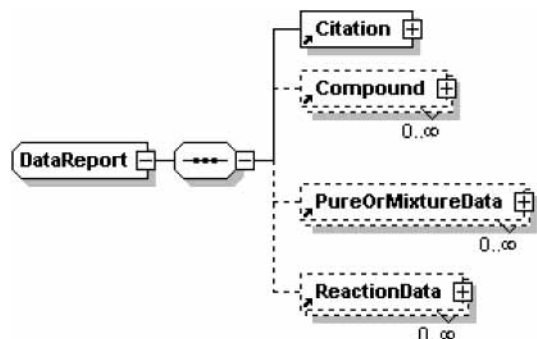 Citation
Compound
0..∞
DataReport
PureOrMixtureData
0..∞
ReactionData
0..∞